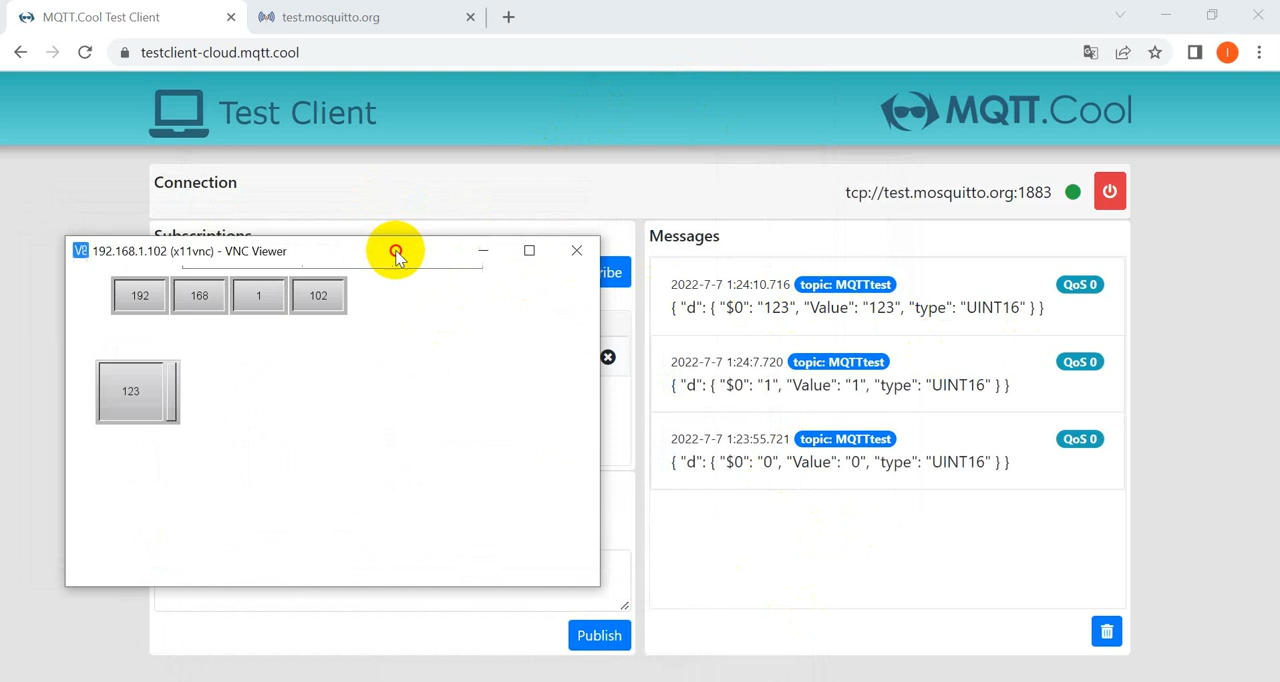 MQTT.Cool Test Client
test.mosquitto.org
testclient-cloud.mqtt.cool
I
Test Client
MQTT.Cool
Connection
tcp://test.mosquitto.org:1883
Subscriptions
192.168.1.102 (x11vnc) - VNC Viewer
192 168 1 102
123
ibe
Publish
Messages
2022-7-7 1:24:10.716 topic: MQTTtest QoS 0
{ "d": { "$0": "123", "Value": "123", "type": "UINT16" } }
2022-7-7 1:24:7.720 topic: MQTTtest QoS 0
{ "d": { "$0": "1", "Value": "1", "type": "UINT16" } }
2022-7-7 1:23:55.721 topic: MQTTtest QoS 0
{ "d": { "$0": "0", "Value": "0", "type": "UINT16" } }